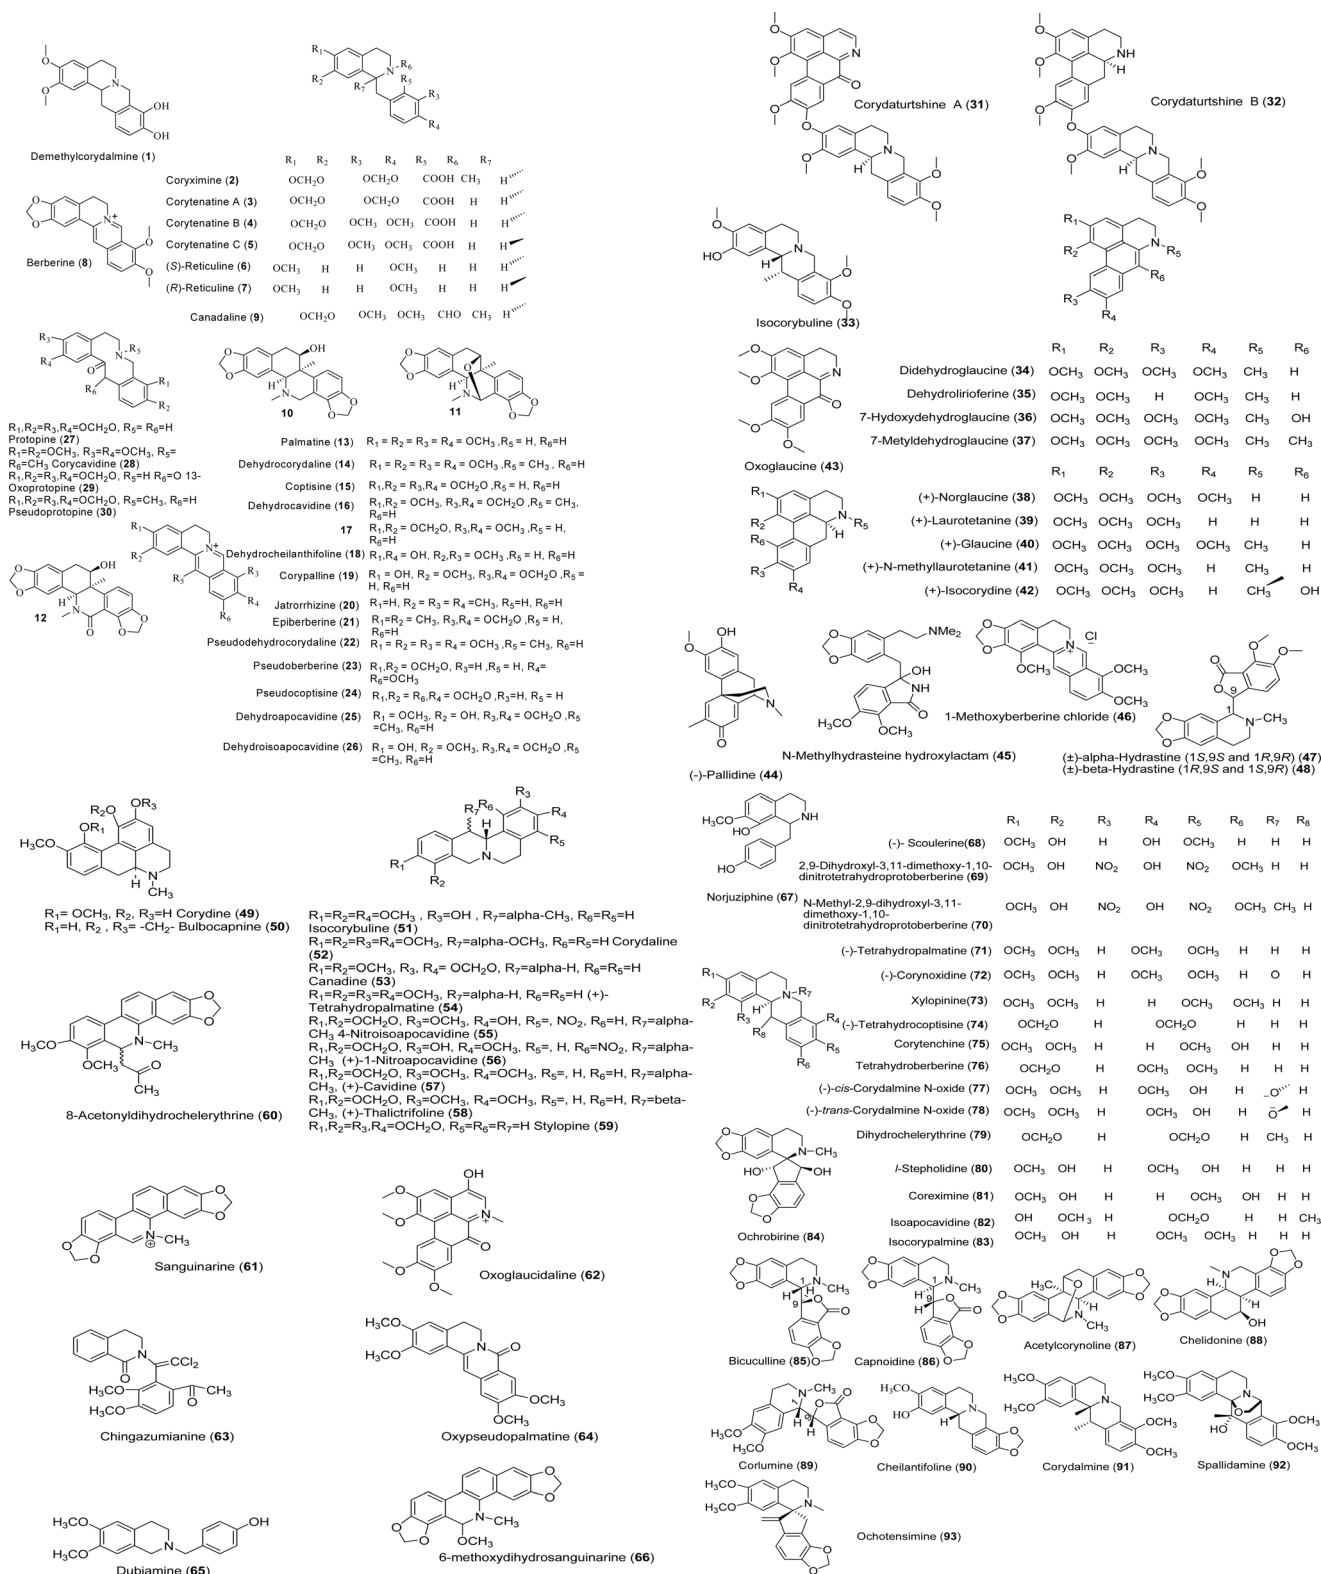 Demethylcorydalmine (1)
R1 R2 R3 R4 R5 R6 R7
Coryximine (2) OCH2O OCH2O COOH CH3 H
Corytenatine A (3) OCH2O OCH2O COOH H H
Corytenatine B (4) OCH2O OCH3 OCH3 COOH H H
Corytenatine C (5) OCH2O OCH3 OCH3 COOH H H
(S)-Reticuline (6) OCH3 H H OCH3 H H H
(R)-Reticuline (7) OCH3 H H OCH3 H H H
Berberine (8)
Canadaline (9) OCH2O OCH3 OCH3 CHO CH3 H
10
11
R1,R2=R3,R4=OCH2O, R5= R6=H
Protopine (27)
R1=R2=OCH3, R3=R4=OCH3, R5=
R6=CH3 Corycavidine (28)
R1,R2=R3,R4=OCH2O, R5=H R6=O 13-
Oxoprotopine (29)
R1,R2=R3,R4=OCH2O, R5=CH3, R6=H
Pseudoprotopine (30)
12
Palmatine (13) R1 = R2 = R3 = R4 = OCH3 , R5 = H, R6=H
Dehydrocorydaline (14) R1 = R2 = R3 = R4 = OCH3 ,R5 = CH3 , R6=H
Coptisine (15) R1,R2 = R3,R4 = OCH2O ,R5 = H, R6=H
Dehydrocavidine (16) R1,R2 = OCH3, R3,R4 = OCH2O ,R5 = CH3,
R6=H
17 R1,R2 = OCH2O, R3,R4 = OCH3 ,R5 = H,
R6=H
Dehydrocheilanthifoline (18) R1,R4 = OH, R2,R3 = OCH3 ,R5 = H, R6=H
Corypalline (19) R1 = OH, R2 = OCH3, R3,R4 = OCH2O ,R5 =
H, R6=H
Jatrorrhizine (20) R1=H, R2 = R3 = R4 =CH3, R5=H, R6=H
Epiberberine (21) R1=R2 = CH3, R3,R4 = OCH2O ,R5 = H,
R6=H
Pseudodehydrocorydaline (22) R1 = R2 = R3 = R4 = OCH3 ,R5 = CH3, R6=H
Pseudoberberine (23) R1,R2 = OCH2O, R3=H ,R5 = H, R4=
R6=OCH3
Pseudocoptisine (24) R1,R2 = R6,R4 = OCH2O ,R3=H, R5 = H
Dehydroapocavidine (25) R1 = OCH3, R2 = OH, R3,R4 = OCH2O ,R5
=CH3, R6=H
Dehydroisoapocavidine (26) R1 = OH, R2 = OCH3, R3,R4 = OCH2O ,R5
=CH3, R6=H
Corydaturtshine A (31)
Corydaturtshine B (32)
Isocorybuline (33)
R1 R2 R3 R4 R5 R6
Didehydroglaucine (34) OCH3 OCH3 OCH3 OCH3 CH3 H
Dehydrolirioferine (35) OCH3 OCH3 H OCH3 CH3 H
7-Hydoxydehydroglaucine (36) OCH3 OCH3 OCH3 OCH3 CH3 OH
7-Metyldehydroglaucine (37) OCH3 OCH3 OCH3 OCH3 CH3 CH3
Oxoglaucine (43)
R1 R2 R3 R4 R5 R6
(+)-Norglaucine (38) OCH3 OCH3 OCH3 OCH3 H H
(+)-Laurotetanine (39) OCH3 OCH3 OCH3 H H H
(+)-Glaucine (40) OCH3 OCH3 OCH3 OCH3 CH3 H
(+)-N-methyllaurotetanine (41) OCH3 OCH3 OCH3 H CH3 H
(+)-Isocorydine (42) OCH3 OCH3 OCH3 H CH3 OH
(-)-Pallidine (44)
N-Methylhydrasteine hydroxylactam (45)
1-Methoxyberberine chloride (46)
(±)-alpha-Hydrastine (1S,9S and 1R,9R) (47)
(±)-beta-Hydrastine (1R,9S and 1S,9R) (48)
R1= OCH3, R2, R3=H Corydine (49)
R1=H, R2 , R3= -CH2- Bulbocapnine (50)
R1=R2=R4=OCH3 , R3=OH , R7=alpha-CH3, R6=R5=H
Isocorybuline (51)
R1=R2=R3=R4=OCH3, R7=alpha-OCH3, R6=R5=H Corydaline
(52)
R1=R2=OCH3, R3, R4= OCH2O, R7=alpha-H, R6=R5=H
Canadine (53)
R1=R2=R3=R4=OCH3, R7=alpha-H, R6=R5=H (+)-
Tetrahydropalmatine (54)
R1,R2=OCH2O, R3=OCH3, R4=OH, R5=, NO2, R6=H, R7=alpha-
CH3 4-Nitroisoapocavidine (55)
R1,R2=OCH2O, R3=OH, R4=OCH3, R5=, H, R6=NO2, R7=alpha-
CH3 (+)-1-Nitroapocavidine (56)
R1,R2=OCH2O, R3=OCH3, R4=OCH3, R5=, H, R6=H, R7=alpha-
CH3, (+)-Cavidine (57)
R1,R2=OCH2O, R3=OCH3, R4=OCH3, R5=, H, R6=H, R7=beta-
CH3, (+)-Thalictrifoline (58)
R1,R2=R3,R4=OCH2O, R5=R6=R7=H Stylopine (59)
8-Acetonyldihydrochelerythrine (60)
Sanguinarine (61)
Oxoglaucidaline (62)
Chingazumianine (63)
Oxypseudopalmatine (64)
Dubiamine (65)
6-methoxydihydrosanguinarine (66)
Norjuziphine (67)
R1 R2 R3 R4 R5 R6 R7 R8
(-)- Scoulerine(68) OCH3 OH H OH OCH3 H H H
2,9-Dihydroxyl-3,11-dimethoxy-1,10-
dinitrotetrahydroprotoberberine (69) OCH3 OH NO2 OH NO2 OCH3 H H
N-Methyl-2,9-dihydroxyl-3,11-
dimethoxy-1,10-
dinitrotetrahydroprotoberberine (70) OCH3 OH NO2 OH NO2 OCH3 CH3 H
(-)-Tetrahydropalmatine (71) OCH3 OCH3 H OCH3 OCH3 H H H
(-)-Corynoxidine (72) OCH3 OCH3 H OCH3 OCH3 H O H
Xylopinine(73) OCH3 OCH3 H H OCH3 OCH3 H H
(-)-Tetrahydrocoptisine (74) OCH2O H OCH2O H H H
Corytenchine (75) OCH3 OCH3 H H OCH3 OH H H
Tetrahydroberberine (76) OCH2O H OCH3 OCH3 H H H
(-)-cis-Corydalmine N-oxide (77) OCH3 OCH3 H OCH3 OH H O H
(-)-trans-Corydalmine N-oxide (78) OCH3 OCH3 H OCH3 OH H O H
Dihydrochelerythrine (79) OCH2O H OCH2O H CH3 H
l-Stepholidine (80) OCH3 OH H OCH3 OH H H H
Coreximine (81) OCH3 OH H H OCH3 OH H H
Isoapocavidine (82) OH OCH3 H OCH2O H H CH3
Isocorypalmine (83) OCH3 OH H OCH3 OCH3 H H H
Ochrobirine (84)
Bicuculline (85)
Capnoidine (86)
Acetylcorynoline (87)
Chelidonine (88)
Corlumine (89)
Cheilantifoline (90)
Corydalmine (91)
Spallidamine (92)
Ochotensimine (93)